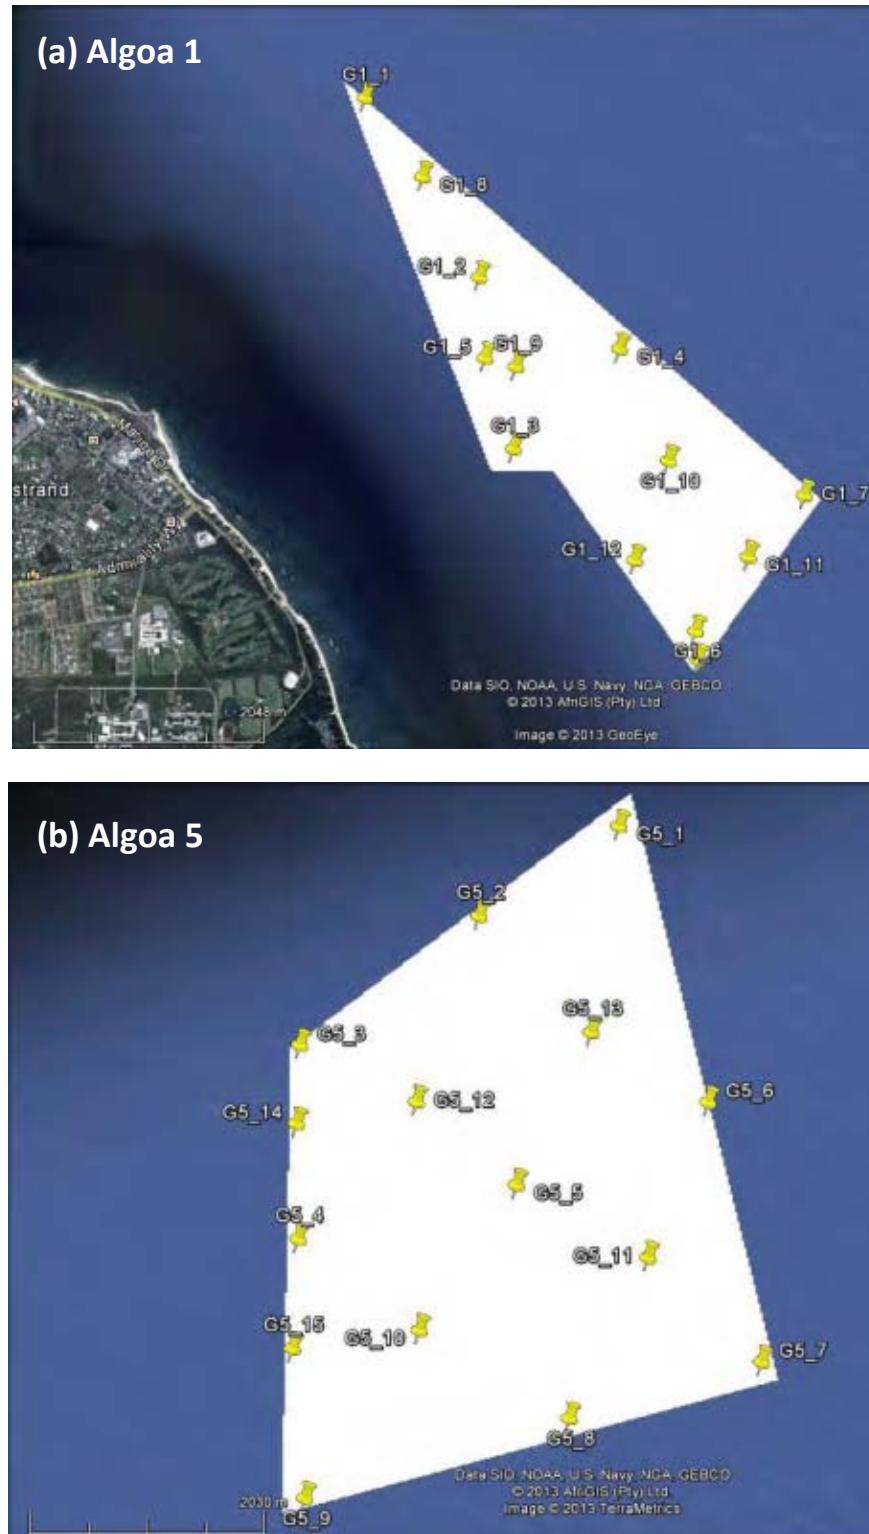 (a) Algoa 1
G1_1
G1_8
G1_2
G1_5
G1_9
G1_4
G1_3
G1_10
G1_7
G1_12
G1_11
G1_6
strand
Admiralty
Data SIO, NOAA, U.S. Navy, NGA, GEBCO
© 2013 AfriGIS (Pty) Ltd.
2048 m
Image © 2013 GeoEye
(b) Algoa 5
G5_1
G5_2
G5_13
G5_3
G5_12
G5_6
G5_14
G5_5
G5_4
G5_11
G5_15
G5_10
G5_7
G5_8
Data SIO, NOAA, U.S. Navy, NGA, GEBCO
© 2013 AfriGIS (Pty) Ltd.
2030 m
Image © 2013 TerraMetrics
G5_9